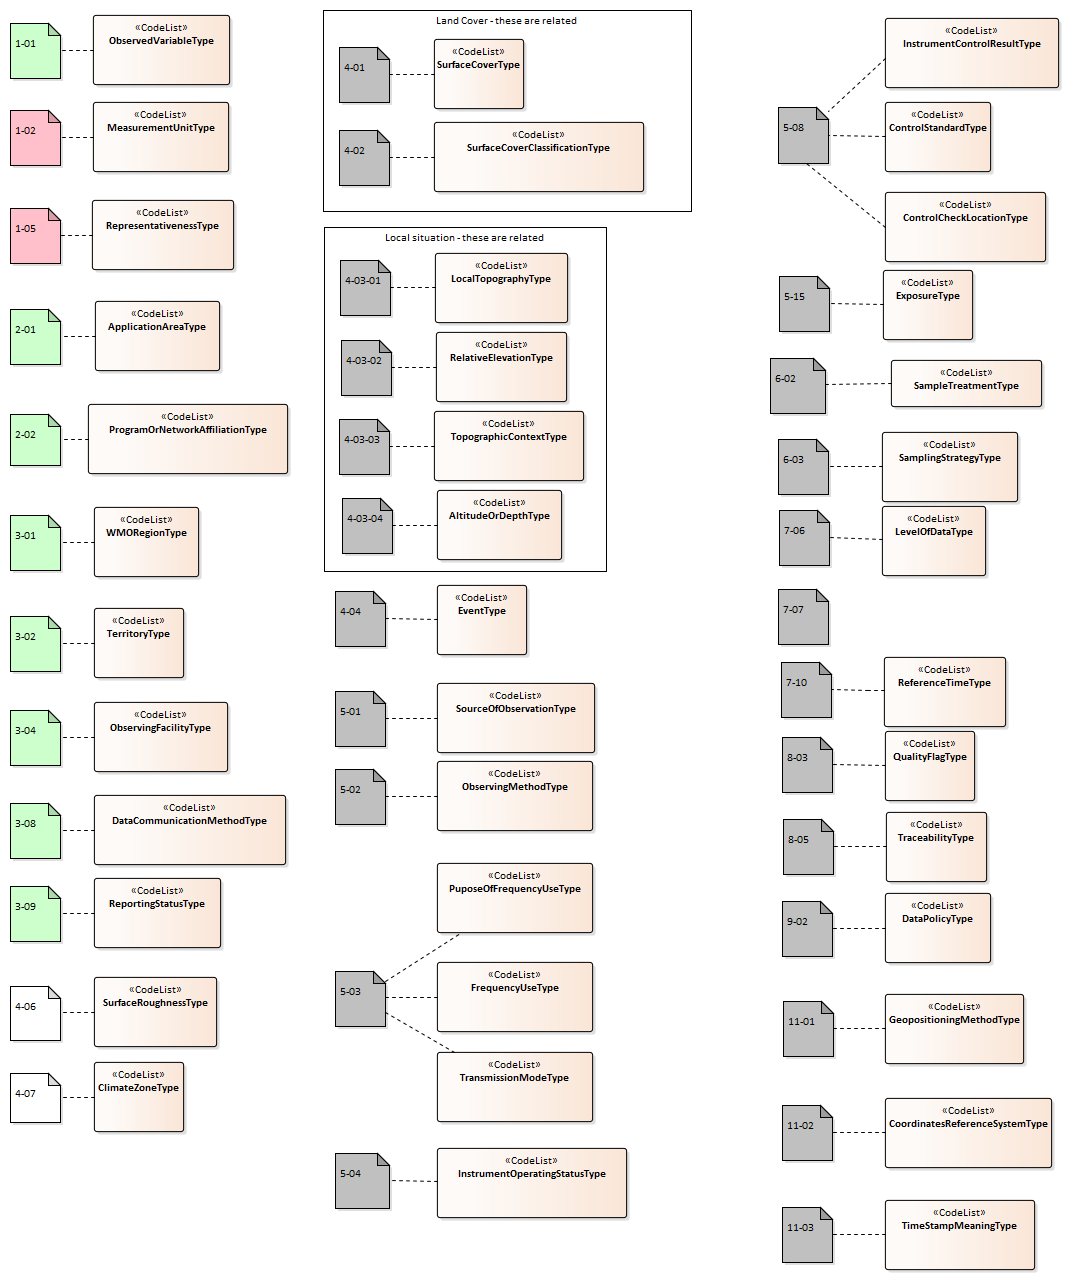 1-01
«CodeList»
ObservedVariableType
1-02
«CodeList»
MeasurementUnitType
1-05
«CodeList»
RepresentativenessType
2-01
«CodeList»
ApplicationAreaType
2-02
«CodeList»
ProgramOrNetworkAffiliationType
3-01
«CodeList»
WMORegionType
3-02
«CodeList»
TerritoryType
3-04
«CodeList»
ObservingFacilityType
3-08
«CodeList»
DataCommunicationMethodType
3-09
«CodeList»
ReportingStatusType
4-06
«CodeList»
SurfaceRoughnessType
4-07
«CodeList»
ClimateZoneType
Land Cover - these are related
4-01
«CodeList»
SurfaceCoverType
4-02
«CodeList»
SurfaceCoverClassificationType
Local situation - these are related
4-03-01
«CodeList»
LocalTopographyType
4-03-02
«CodeList»
RelativeElevationType
4-03-03
«CodeList»
TopographicContextType
4-03-04
«CodeList»
AltitudeOrDepthType
4-04
«CodeList»
EventType
5-01
«CodeList»
SourceOfObservationType
5-02
«CodeList»
ObservingMethodType
5-03
«CodeList»
PuposeOfFrequencyUseType
«CodeList»
FrequencyUseType
«CodeList»
TransmissionModeType
5-04
«CodeList»
InstrumentOperatingStatusType
5-08
«CodeList»
InstrumentControlResultType
«CodeList»
ControlStandardType
«CodeList»
ControlCheckLocationType
5-15
«CodeList»
ExposureType
6-02
«CodeList»
SampleTreatmentType
6-03
«CodeList»
SamplingStrategyType
7-06
«CodeList»
LevelOfDataType
7-07
7-10
«CodeList»
ReferenceTimeType
8-03
«CodeList»
QualityFlagType
8-05
«CodeList»
TraceabilityType
9-02
«CodeList»
DataPolicyType
11-01
«CodeList»
GeopositioningMethodType
11-02
«CodeList»
CoordinatesReferenceSystemType
11-03
«CodeList»
TimeStampMeaningType